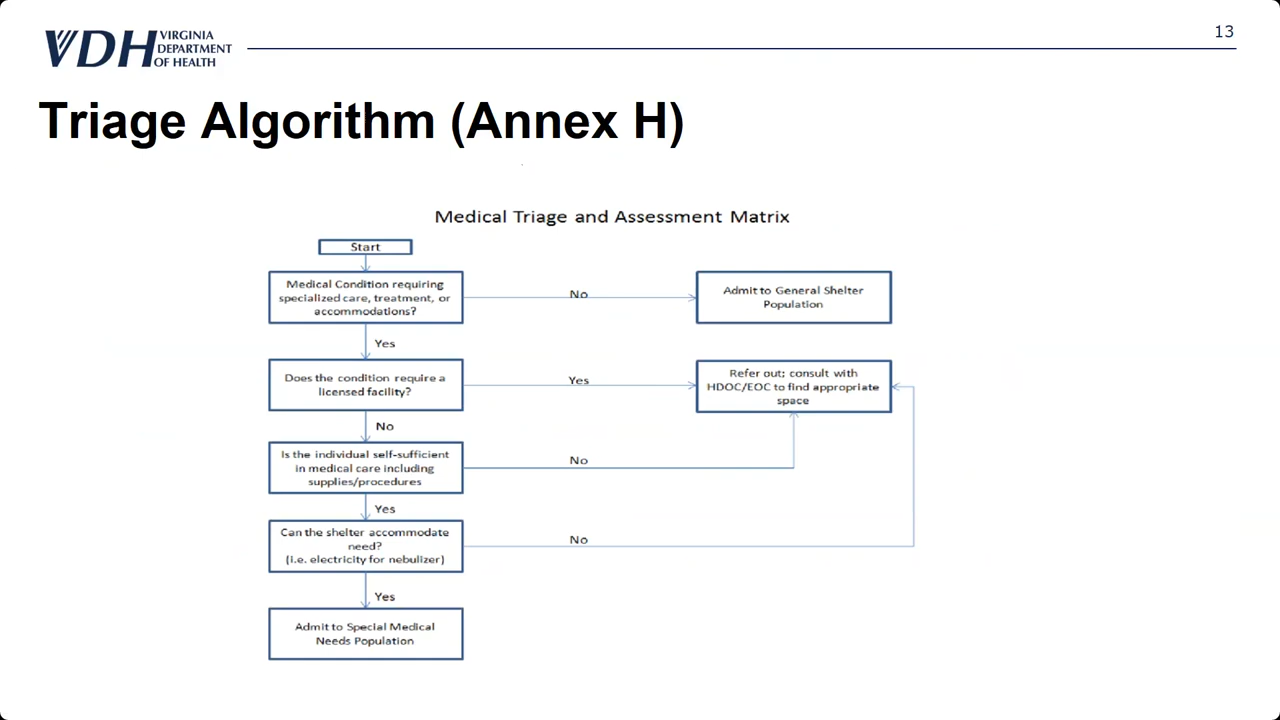 VDH VIRGINIA
DEPARTMENT
OF HEALTH
13
Triage Algorithm (Annex H)
Medical Triage and Assessment Matrix
Start
Medical Condition requiring
specialized care, treatment, or
accommodations?
No
Admit to General Shelter
Population
Yes
Does the condition require a
licensed facility?
Yes
Refer out; consult with
HDOC/EOC to find appropriate
space
No
Is the individual self-sufficient
in medical care including
supplies/procedures
No
Yes
Can the shelter accommodate
need?
(i.e. electricity for nebulizer)
No
Yes
Admit to Special Medical
Needs Population